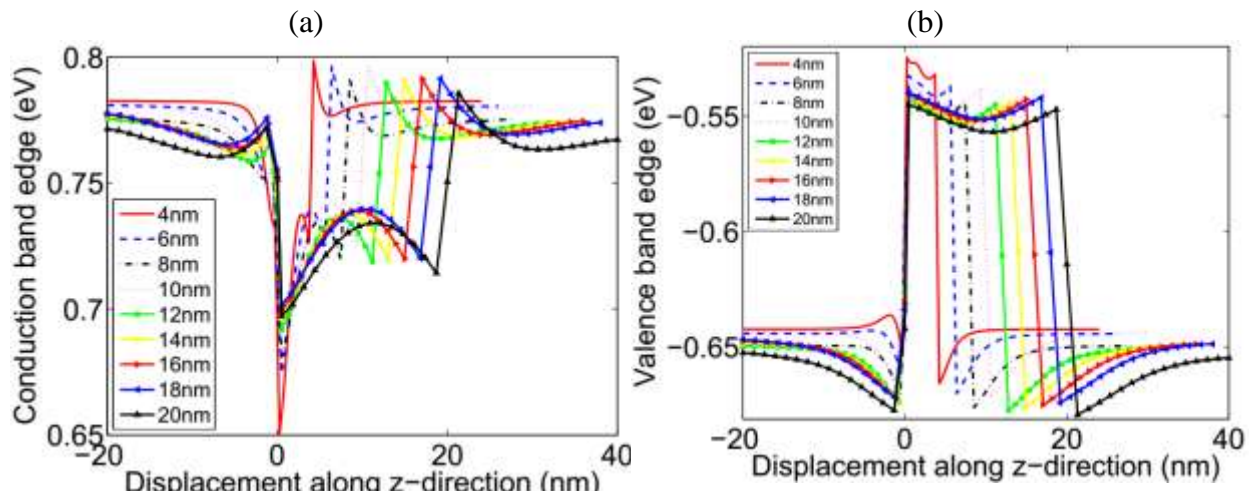 (a)
(b)
Conduction band edge (eV)
0.8
0.75
0.7
0.65
4nm
6nm
8nm
10nm
12nm
14nm
16nm
18nm
20nm
−20
0
20
40
Displacement along z−direction (nm)
Valence band edge (eV)
−0.55
−0.6
−0.65
4nm
6nm
8nm
10nm
12nm
14nm
16nm
18nm
20nm
−20
0
20
40
Displacement along z−direction (nm)